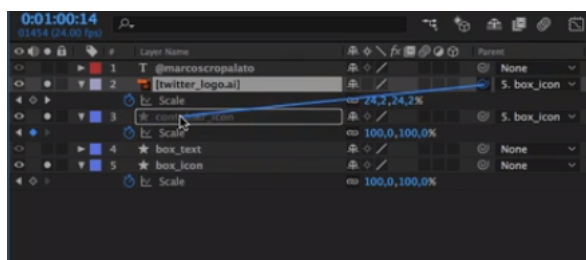 0:01:00:14
01454 (24.00 fps)
# Layer Name Parent
1 T @marcoscropalato None
2 [twitter_logo.ai] 5. box_icon
Scale 24,2,24,2%
3 5. box_icon
Scale 100,0,100,0%
4 box_text None
5 box_icon None
Scale 100,0,100,0%